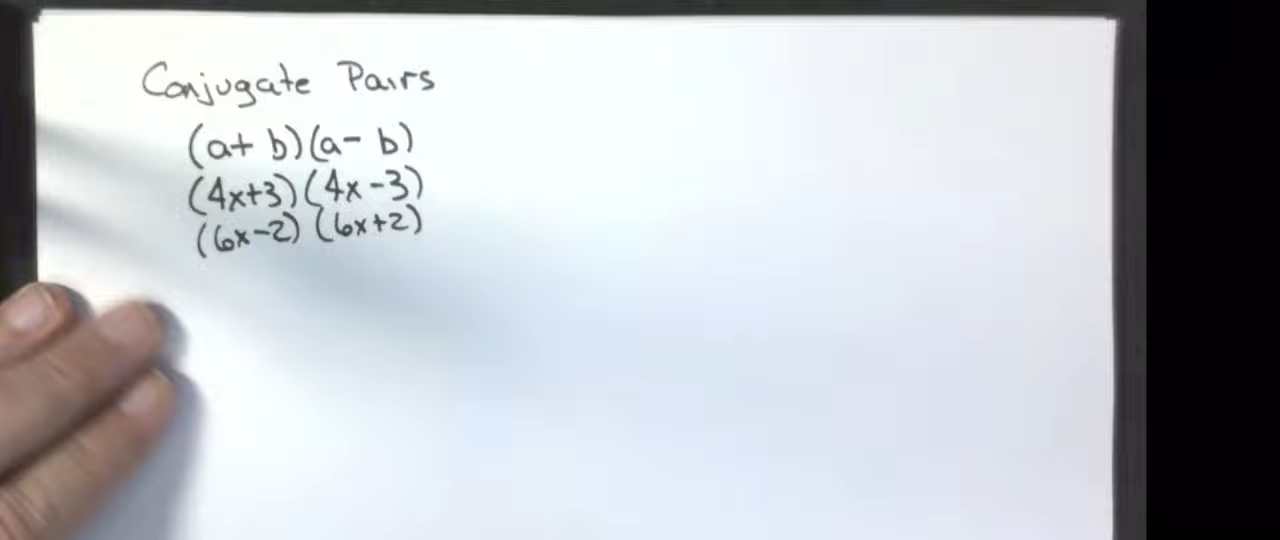 Conjugate Pairs
(a+ b)(a- b)
(4x+3)(4x-3)
(6x-2)(6x+2)